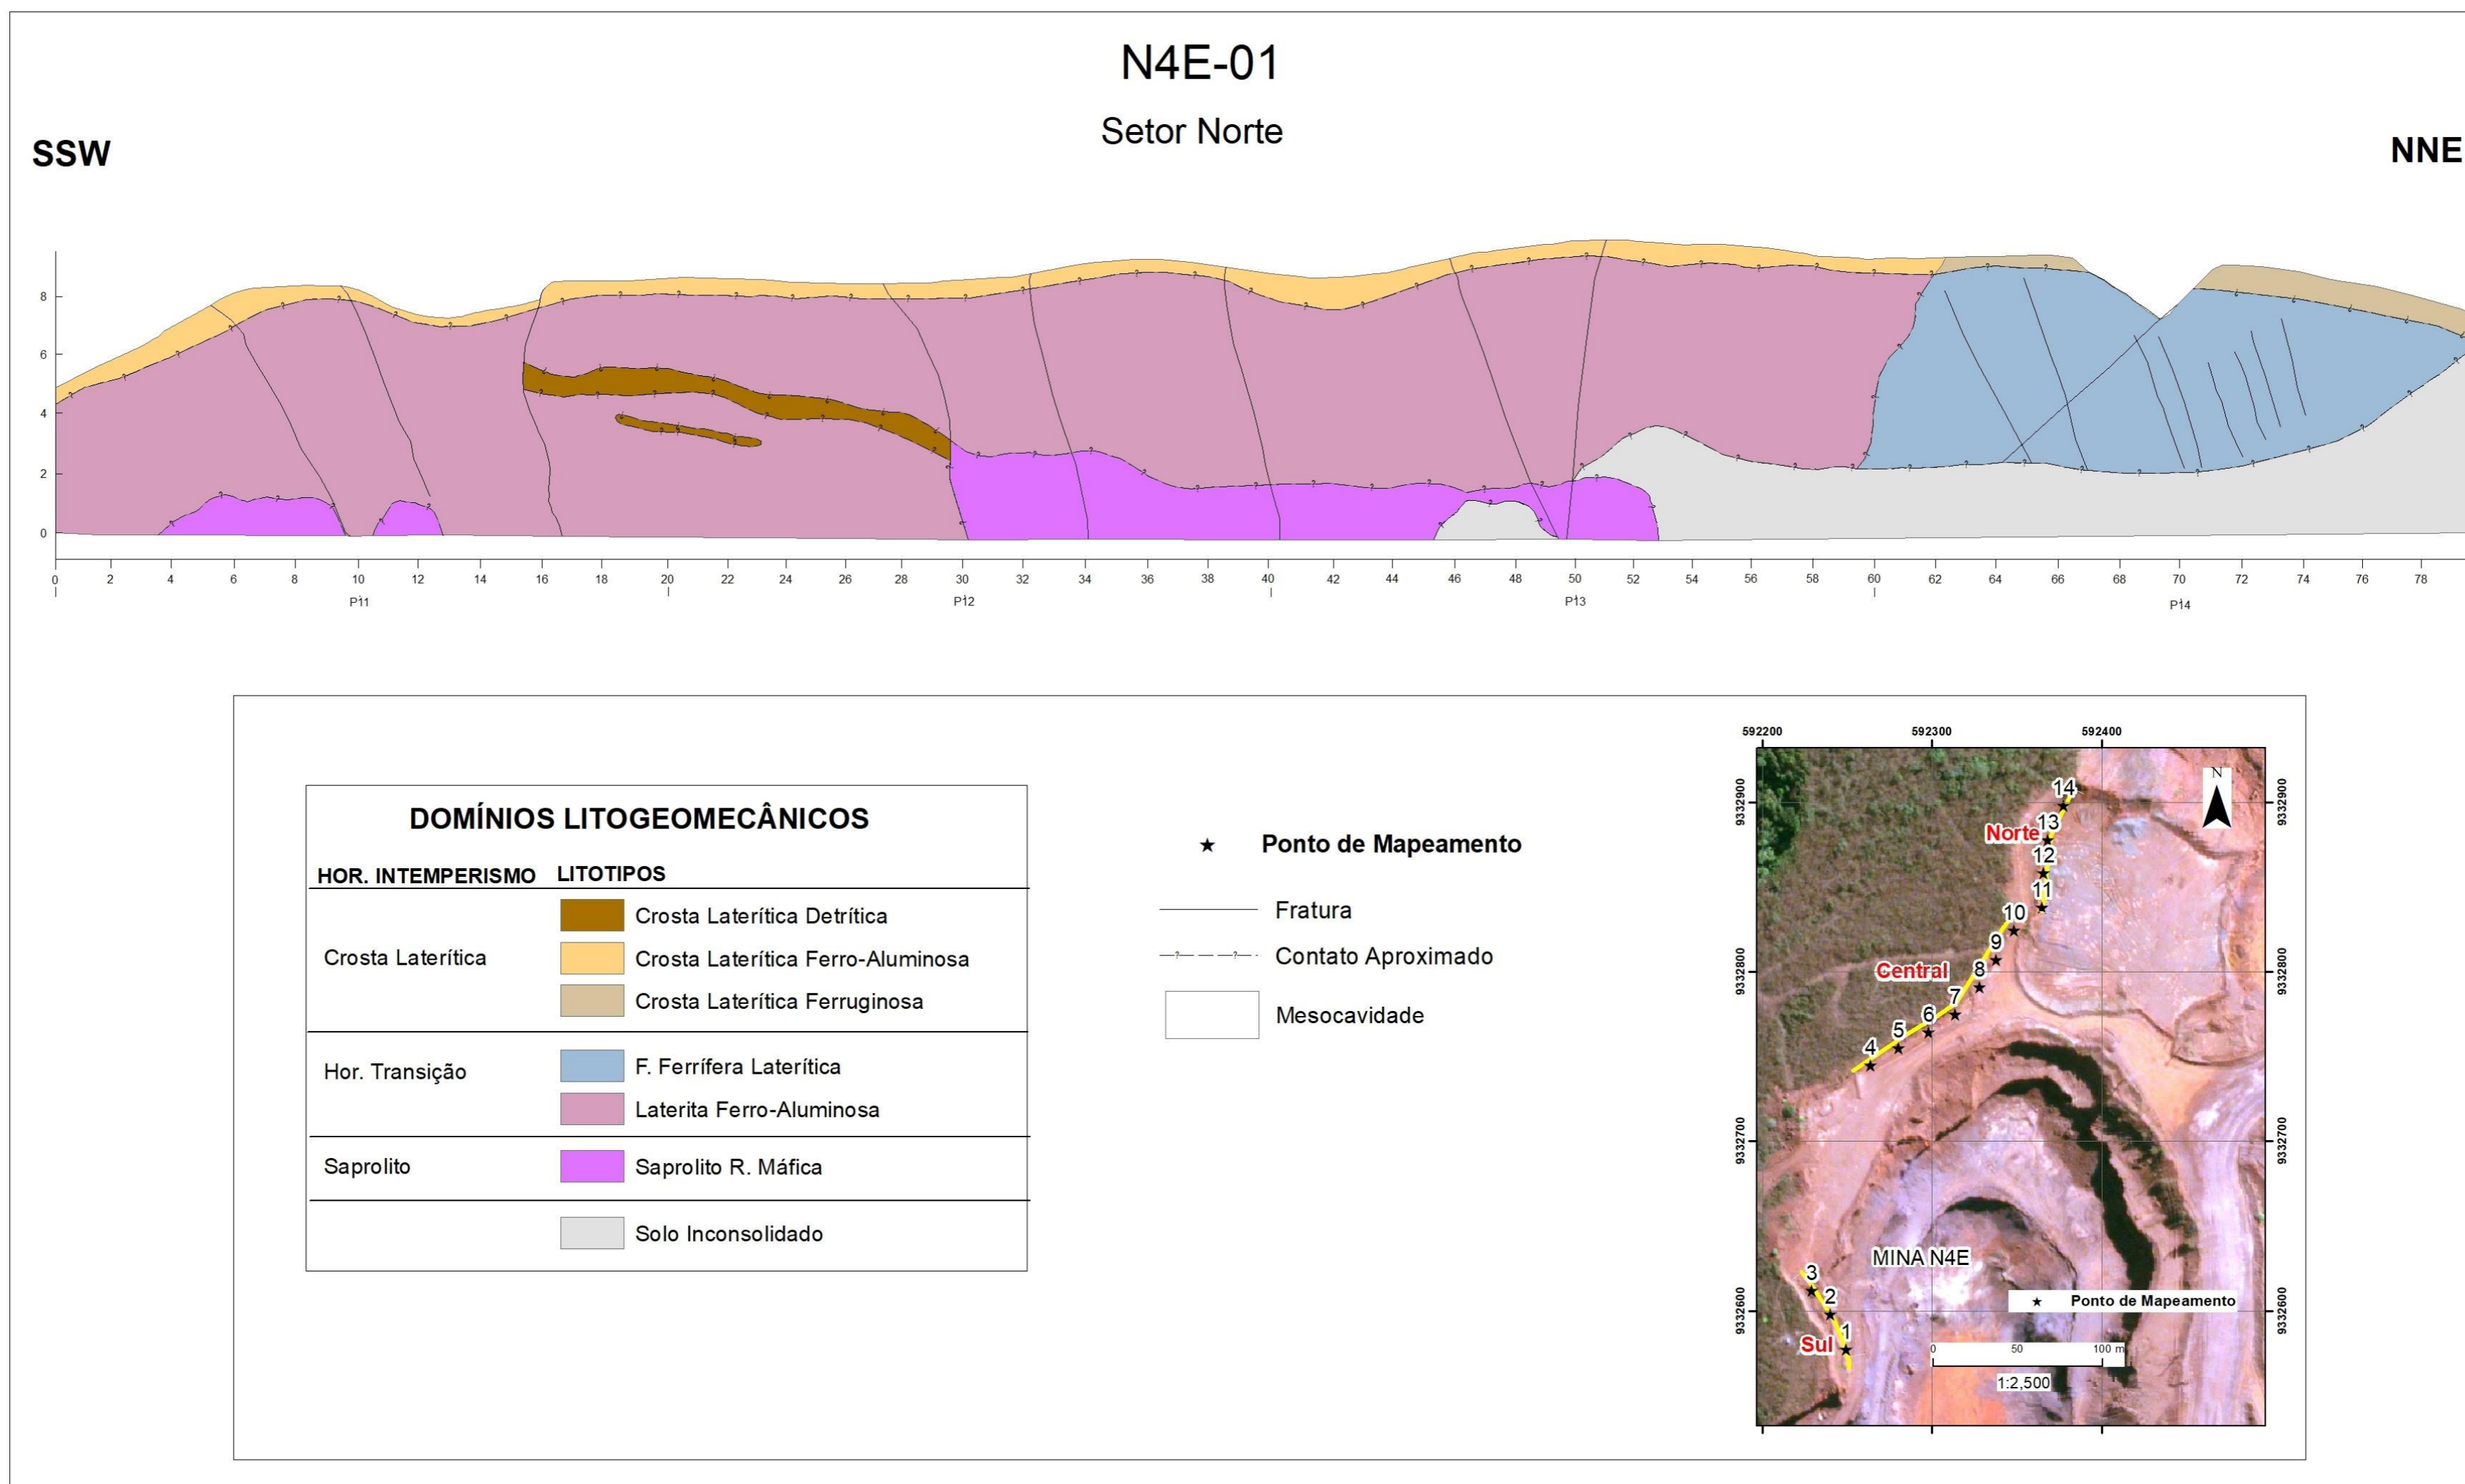 N4E-01
Setor Norte
SSW
NNE
8
6
4
2
0
0 2 4 6 8 10 12 14 16 18 20 22 24 26 28 30 32 34 36 38 40 42 44 46 48 50 52 54 56 58 60 62 64 66 68 70 72 74 76 78
P11 P12 P13 P14
DOMÍNIOS LITOGEOMECÂNICOS
HOR. INTEMPERISMO LITOTIPOS
Crosta Laterítica Detrítica
Crosta Laterítica
Crosta Laterítica Ferro-Aluminosa
Crosta Laterítica Ferruginosa
Hor. Transição
F. Ferrífera Laterítica
Laterita Ferro-Aluminosa
Saprolito
Saprolito R. Máfica
Solo Inconsolidado
Ponto de Mapeamento
Fratura
Contato Aproximado
Mesocavidade
592200 592300 592400
9332900 9332900
9332800 9332800
9332700 9332700
9332600 9332600
N
14
13
Norte
12
11
10
9
8
Central
7
6
5
4
3
2
1
Sul
MINA N4E
Ponto de Mapeamento
0 50 100 m
1:2,500